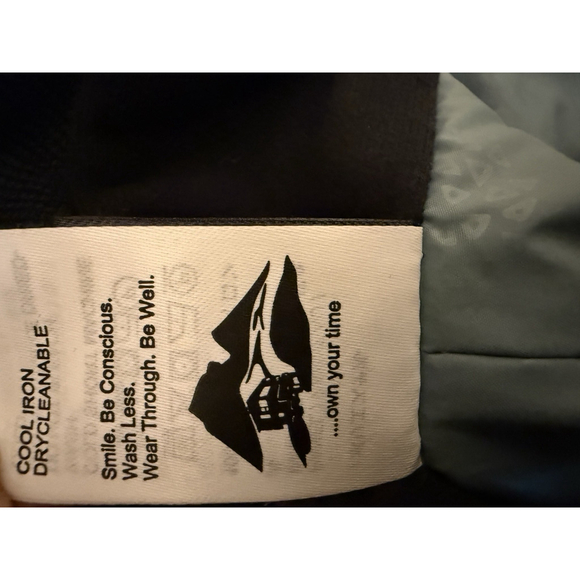 COOL IRON
DRYCLEANABLE
Smile. Be Conscious.
Wash Less.
Wear Through. Be Well.
....own your time